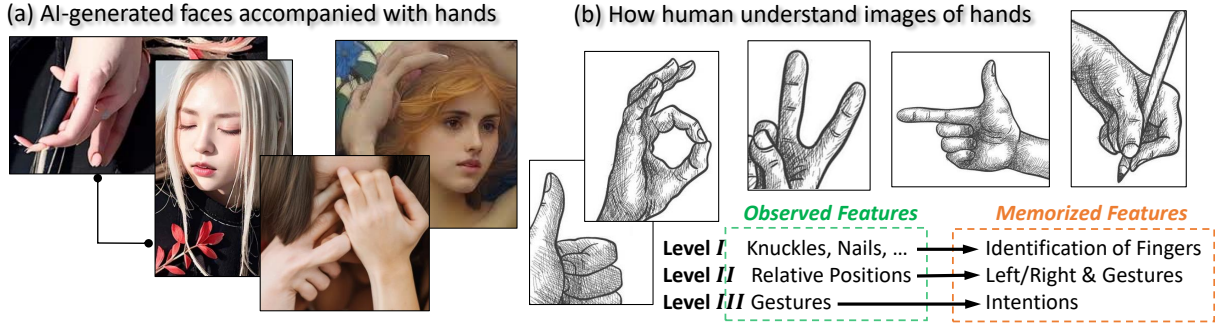 (a) AI-generated faces accompanied with hands
(b) How human understand images of hands
Observed Features
Memorized Features
Level I Knuckles, Nails, ... Identification of Fingers
Level II Relative Positions Left/Right & Gestures
Level III Gestures Intentions